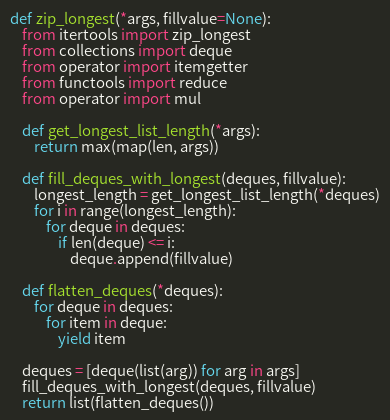 def zip_longest(*args, fillvalue=None):
from itertools import zip_longest
from collections import deque
from operator import itemgetter
from functools import reduce
from operator import mul
def get_longest_list_length(*args):
return max(map(len, args))
def fill_deques_with_longest(deques, fillvalue):
longest_length = get_longest_list_length(*deques)
for i in range(longest_length):
for deque in deques:
if len(deque) <= i:
deque.append(fillvalue)
def flatten_deques(*deques):
for deque in deques:
for item in deque:
yield item
deques = [deque(list(arg)) for arg in args]
fill_deques_with_longest(deques, fillvalue)
return list(flatten_deques())